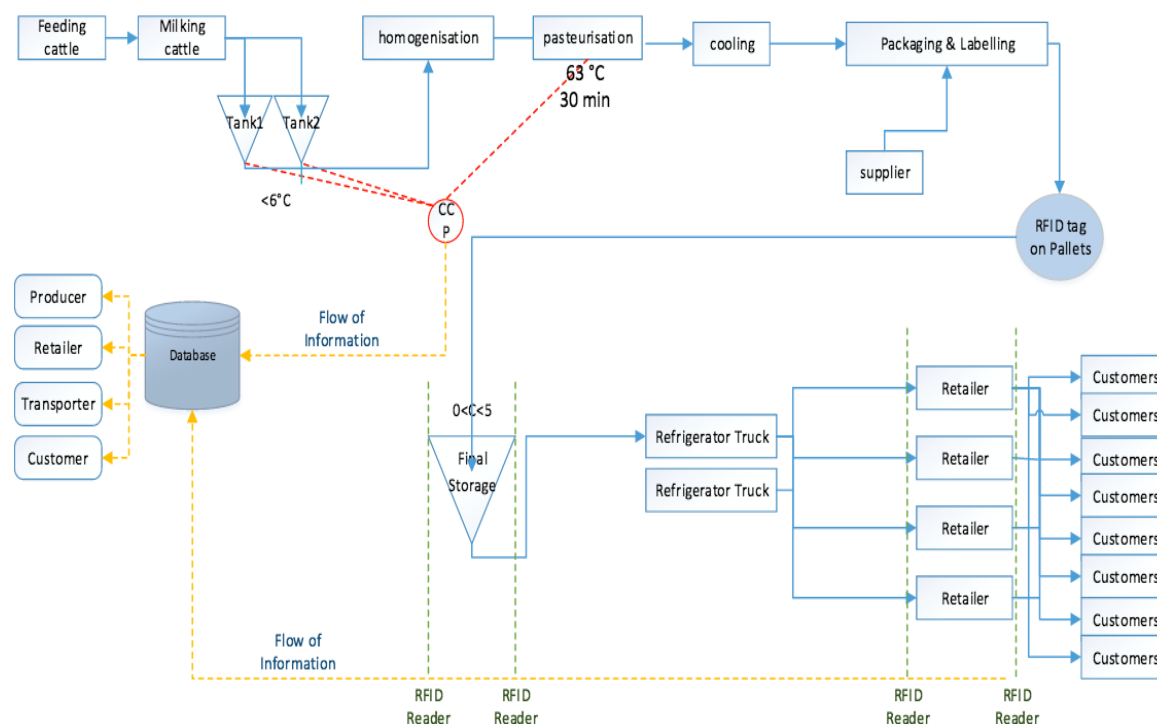 Feeding
cattle
Milking
cattle
homogenisation
pasteurisation
cooling
Packaging & Labelling
63 °C
30 min
Tank1
Tank2
supplier
<6°C
CC
P
RFID tag
on Pallets
Producer
Retailer
Transporter
Customer
Database
Flow of
Information
0<C<5
Final
Storage
Refrigerator Truck
Refrigerator Truck
Retailer
Retailer
Retailer
Retailer
Customers
Customers
Customers
Customers
Customers
Customers
Customers
Customers
Flow of
Information
RFID
Reader
RFID
Reader
RFID
Reader
RFID
Reader